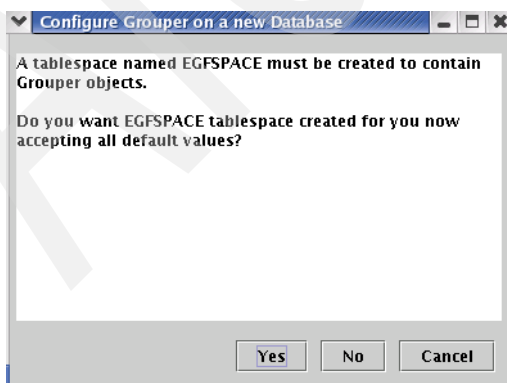 Configure Grouper on a new Database
A tablespace named EGFSPACE must be created to contain
Grouper objects.
Do you want EGFSPACE tablespace created for you now
accepting all default values?
Yes No Cancel